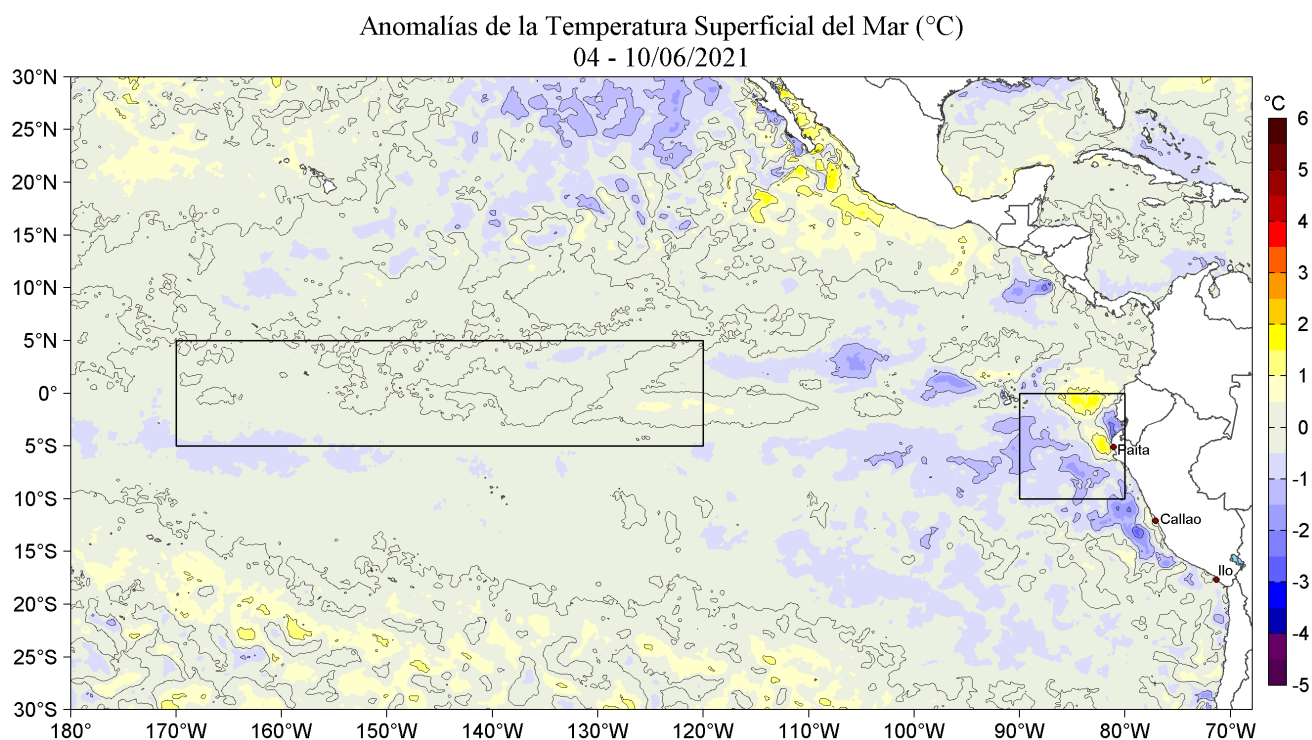 Anomalías de la Temperatura Superficial del Mar (°C)
04 - 10/06/2021
30°N
25°N
20°N
15°N
10°N
5°N
0°
5°S
10°S
15°S
20°S
25°S
30°S
180°
170°W
160°W
150°W
140°W
130°W
120°W
110°W
100°W
90°W
80°W
70°W
Paita
Callao
Ilo
°C
6
5
4
3
2
1
0
-1
-2
-3
-4
-5